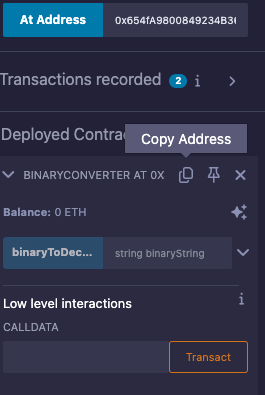 At Address 0x654fA9800849234B3
Transactions recorded 2 i
Deployed Contrac
Copy Address
BINARYCONVERTER AT 0X
Balance: 0 ETH
binaryToDec... string binaryString
Low level interactions i
CALLDATA
Transact